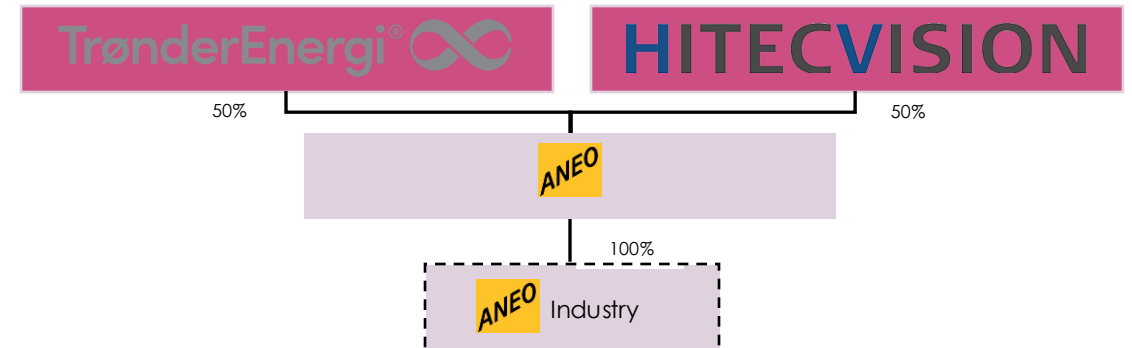 TrønderEnergi®
HITECVISION
50%
50%
ANEO
100%
ANEO Industry